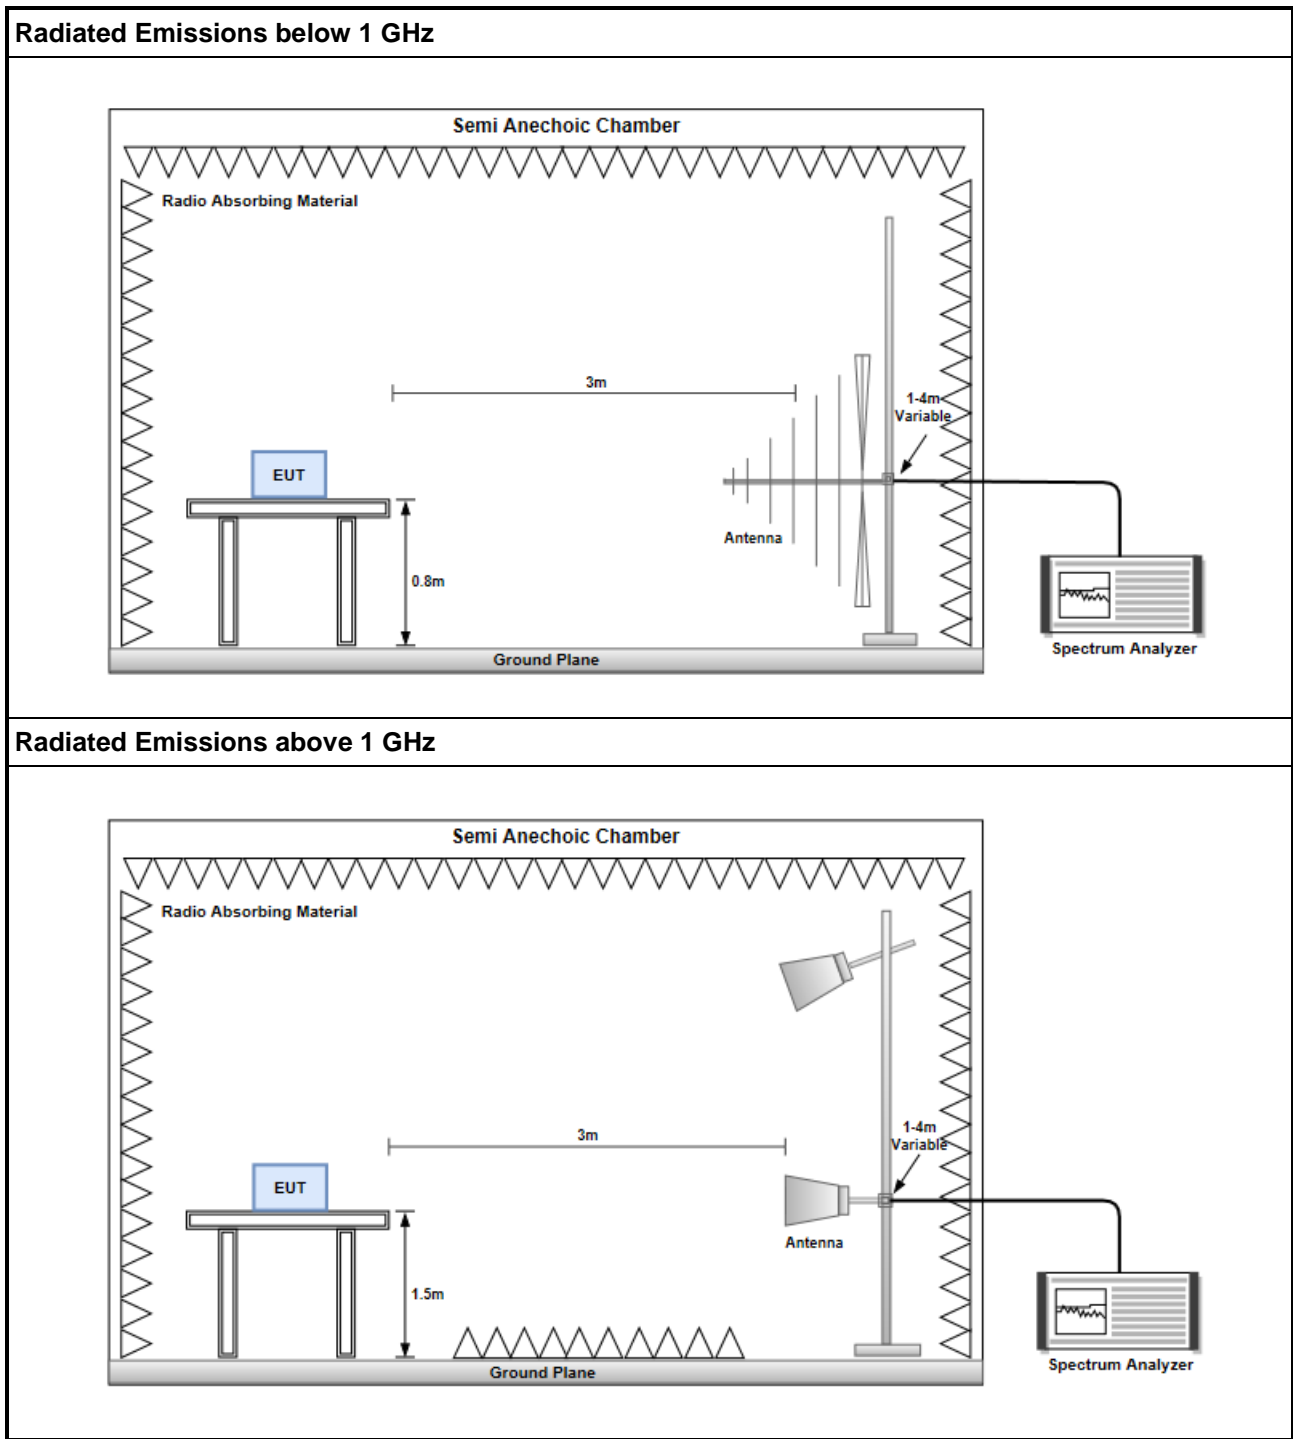 Radiated Emissions below 1 GHz
Semi Anechoic Chamber
Radio Absorbing Material
3m
1-4m
Variable
EUT
Antenna
0.8m
Spectrum Analyzer
Ground Plane
Radiated Emissions above 1 GHz
Semi Anechoic Chamber
Radio Absorbing Material
3m
1-4m
Variable
EUT
Antenna
1.5m
Spectrum Analyzer
Ground Plane